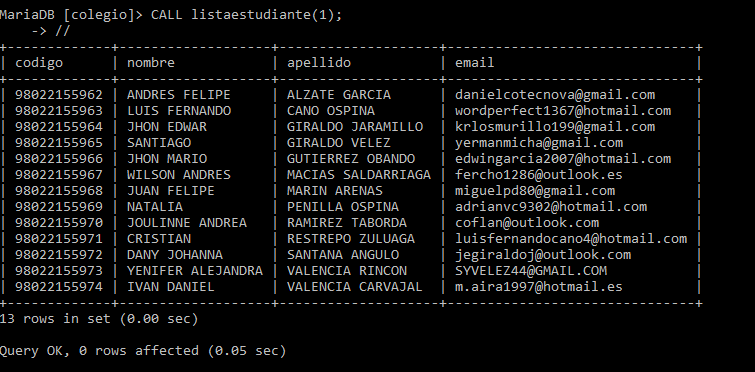 MariaDB [colegio]> CALL listaestudiante(1);
    -> //
+-------------+-------------------+--------------------+-------------------------------+
| codigo      | nombre            | apellido           | email                         |
+-------------+-------------------+--------------------+-------------------------------+
| 98022155962 | ANDRES FELIPE     | ALZATE GARCIA      | danielcotecnova@gmail.com     |
| 98022155963 | LUIS FERNANDO     | CANO OSPINA        | wordperfect1367@hotmail.com   |
| 98022155964 | JHON EDWAR        | GIRALDO JARAMILLO  | krlosmurillo199@gmail.com     |
| 98022155965 | SANTIAGO          | GIRALDO VELEZ      | yermanmicha@gmail.com         |
| 98022155966 | JHON MARIO        | GUTIERREZ OBANDO   | edwingarcia2007@hotmail.com   |
| 98022155967 | WILSON ANDRES     | MACIAS SALDARRIAGA | fercho1286@outlook.es         |
| 98022155968 | JUAN FELIPE       | MARIN ARENAS       | miguelpd80@gmail.com          |
| 98022155969 | NATALIA           | PENILLA OSPINA     | adrianvc9302@hotmail.com      |
| 98022155970 | JOULINNE ANDREA   | RAMIREZ TABORDA    | coflan@outlook.com            |
| 98022155971 | CRISTIAN          | RESTREPO ZULUAGA   | luisfernandocano4@hotmail.com |
| 98022155972 | DANY JOHANNA      | SANTANA ANGULO     | jegiraldoj@outlook.com        |
| 98022155973 | YENIFER ALEJANDRA | VALENCIA RINCON    | SYVELEZ44@GMAIL.COM           |
| 98022155974 | IVAN DANIEL       | VALENCIA CARVAJAL  | m.aira1997@hotmail.es         |
+-------------+-------------------+--------------------+-------------------------------+
13 rows in set (0.00 sec)

Query OK, 0 rows affected (0.05 sec)